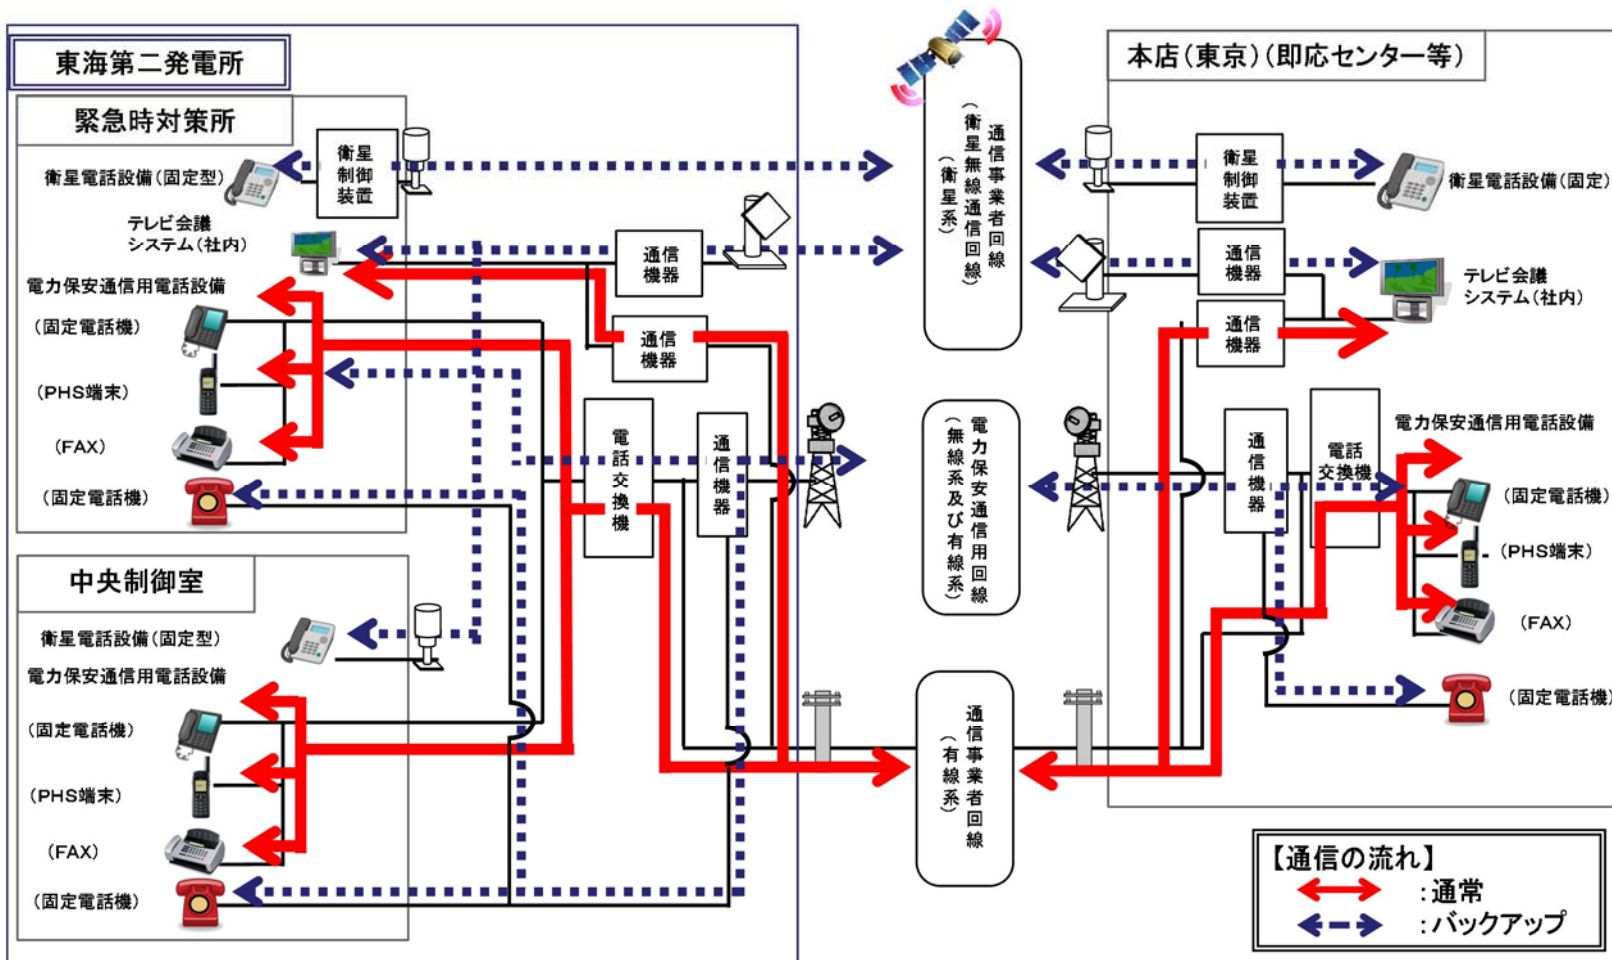 東海第二発電所
緊急時対策所
衛星電話設備(固定型)
衛星
制御
装置
テレビ会議
システム(社内)
通信
機器
電力保安通信用電話設備
(固定電話機)
通信
機器
(PHS端末)
(FAX)
(固定電話機)
電話交換機
通信機器
中央制御室
衛星電話設備(固定型)
電力保安通信用電話設備
(固定電話機)
(PHS端末)
(FAX)
(固定電話機)
通信事業者回線
(衛星無線通信回線)
(衛星系)
電力保安通信用回線
(無線系及び有線系)
通信事業者回線
(有線系)
本店(東京)(即応センター等)
衛星
制御
装置
衛星電話設備(固定)
通信
機器
テレビ会議
システム(社内)
通信
機器
通信機器
電話
交換機
電力保安通信用電話設備
(固定電話機)
(PHS端末)
(FAX)
(固定電話機)
【通信の流れ】
:通常
:バックアップ